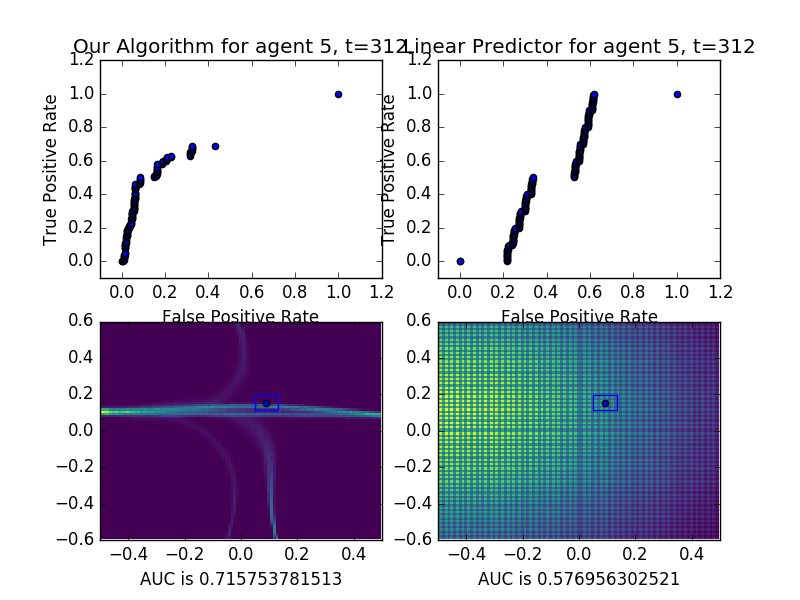 Our Algorithm for agent 5, t=312
Linear Predictor for agent 5, t=312
True Positive Rate
1.2
1.0
0.8
0.6
0.4
0.2
0.0
0.0 0.2 0.4 0.6 0.8 1.0 1.2
False Positive Rate
True Positive Rate
1.2
1.0
0.8
0.6
0.4
0.2
0.0
0.0 0.2 0.4 0.6 0.8 1.0 1.2
False Positive Rate
0.6
0.4
0.2
0.0
−0.2
−0.4
−0.6
−0.4 −0.2 0.0 0.2 0.4
AUC is 0.715753781513
0.6
0.4
0.2
0.0
−0.2
−0.4
−0.6
−0.4 −0.2 0.0 0.2 0.4
AUC is 0.576956302521